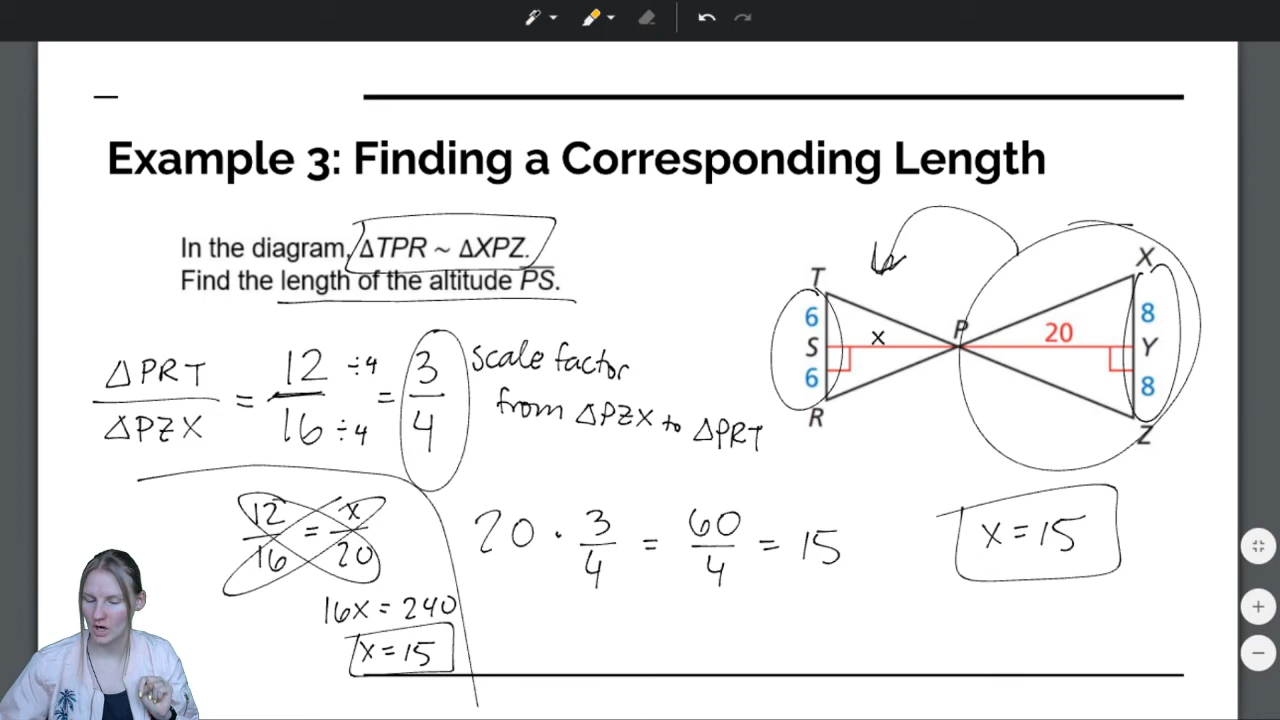 Example 3: Finding a Corresponding Length
In the diagram, ΔTPR ~ ΔXPZ.
Find the length of the altitude PS.
ΔPRT / ΔPZX = 12 ÷4 / 16 ÷4 = 3/4
scale factor
from ΔPZX to ΔPRT
12/16 = x/20
16x = 240
x = 15
20 · 3/4 = 60/4 = 15
x = 15
T
6
S
6
R
x
P
20
X
8
Y
8
Z